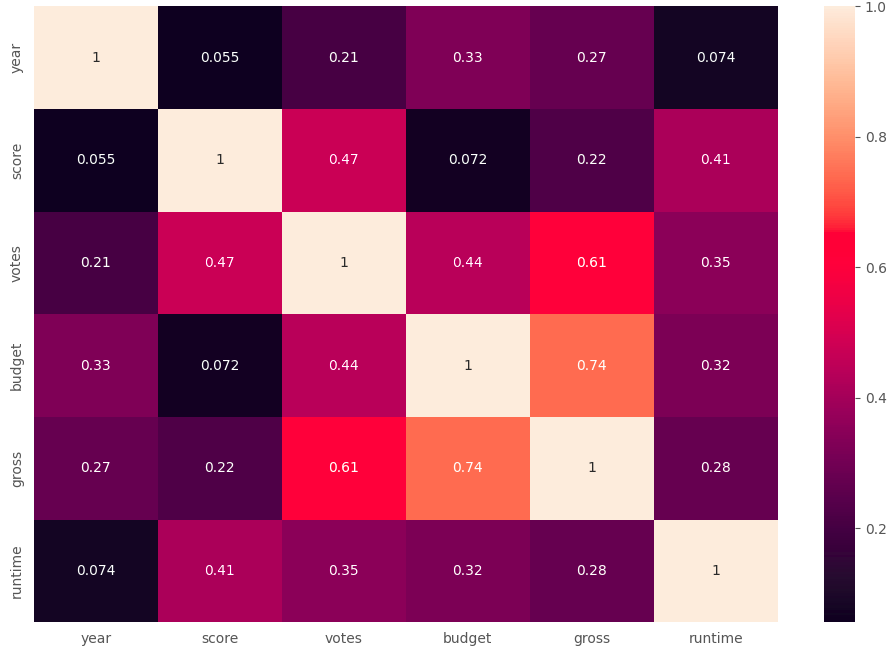 year 1 0.055 0.21 0.33 0.27 0.074
score 0.055 1 0.47 0.072 0.22 0.41
votes 0.21 0.47 1 0.44 0.61 0.35
budget 0.33 0.072 0.44 1 0.74 0.32
gross 0.27 0.22 0.61 0.74 1 0.28
runtime 0.074 0.41 0.35 0.32 0.28 1
year score votes budget gross runtime
1.0
0.8
0.6
0.4
0.2